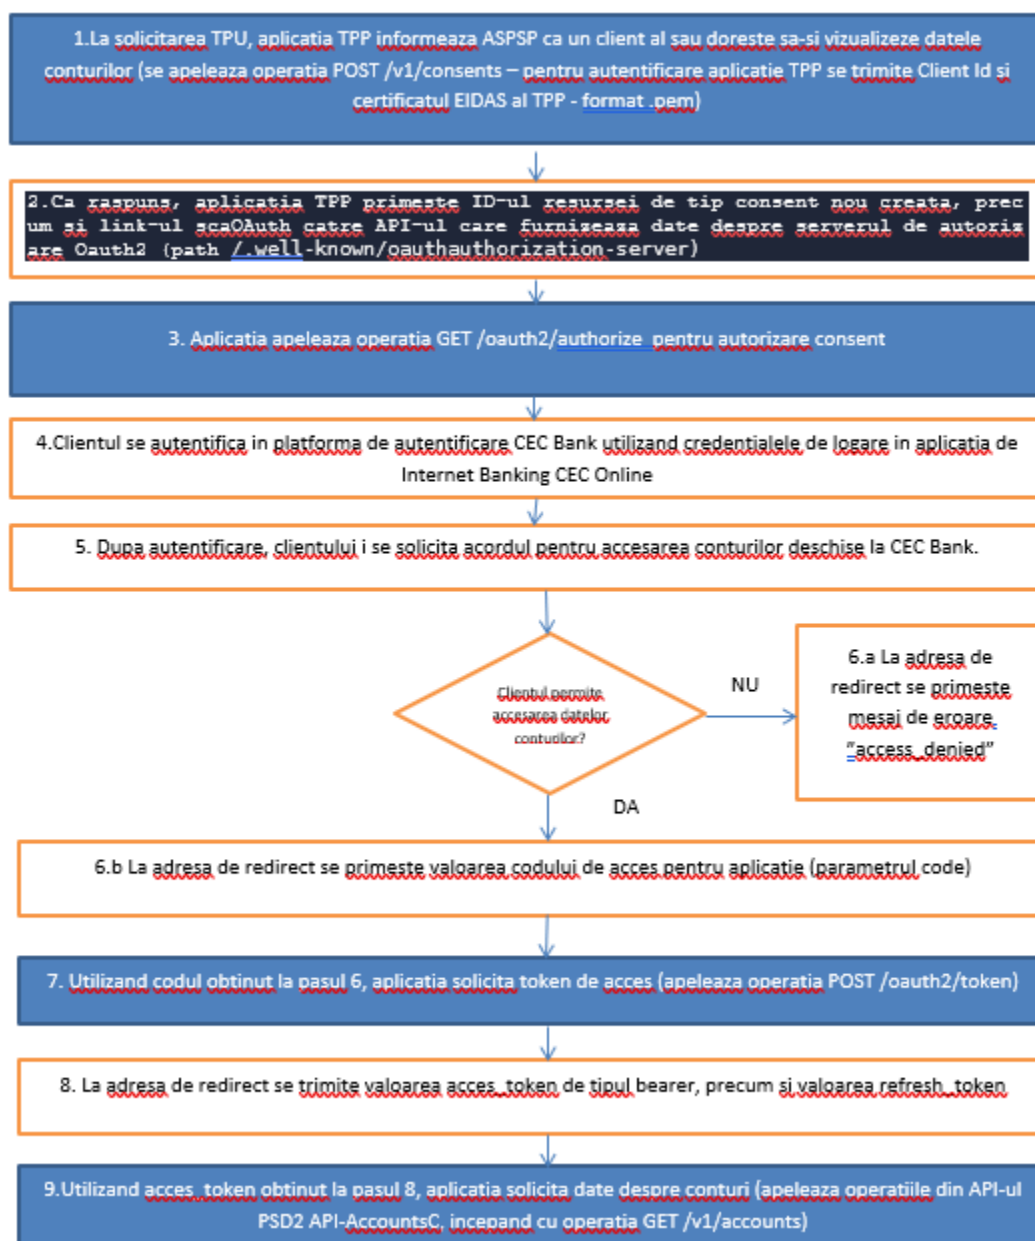 1.La solicitarea TPU, aplicatia TPP informeaza ASPSP ca un client al sau doreste sa-si vizualizeze datele
conturilor (se apeleaza operatia POST /v1/consents – pentru autentificare aplicatie TPP se trimite Client Id si
certificatul EIDAS al TPP - format .pem)
2.Ca raspuns, aplicatia TPP primeste ID-ul resursei de tip consent nou creata, prec
um si link-ul scaOAuth catre API-ul care furnizeaza date despre serverul de autoriz
are Oauth2 (path /.well-known/oauthauthorization-server)
3. Aplicatia apeleaza operatia GET /oauth2/authorize pentru autorizare consent
4.Clientul se autentifica in platforma de autentificare CEC Bank utilizand credentialele de logare in aplicatia de
Internet Banking CEC Online
5. Dupa autentificare, clientului i se solicita acordul pentru accesarea conturilor deschise la CEC Bank.
Clientul permite
accesarea datelor
conturilor?
NU
6.a La adresa de
redirect se primeste
mesaj de eroare
"access_denied"
DA
6.b La adresa de redirect se primeste valoarea codului de acces pentru aplicatie (parametrul code)
7. Utilizand codul obtinut la pasul 6, aplicatia solicita token de acces (apeleaza operatia POST /oauth2/token)
8. La adresa de redirect se trimite valoarea acces_token de tipul bearer, precum si valoarea refresh_token
9.Utilizand acces_token obtinut la pasul 8, aplicatia solicita date despre conturi (apeleaza operatiile din API-ul
PSD2 API-AccountsC, incepand cu operatia GET /v1/accounts)